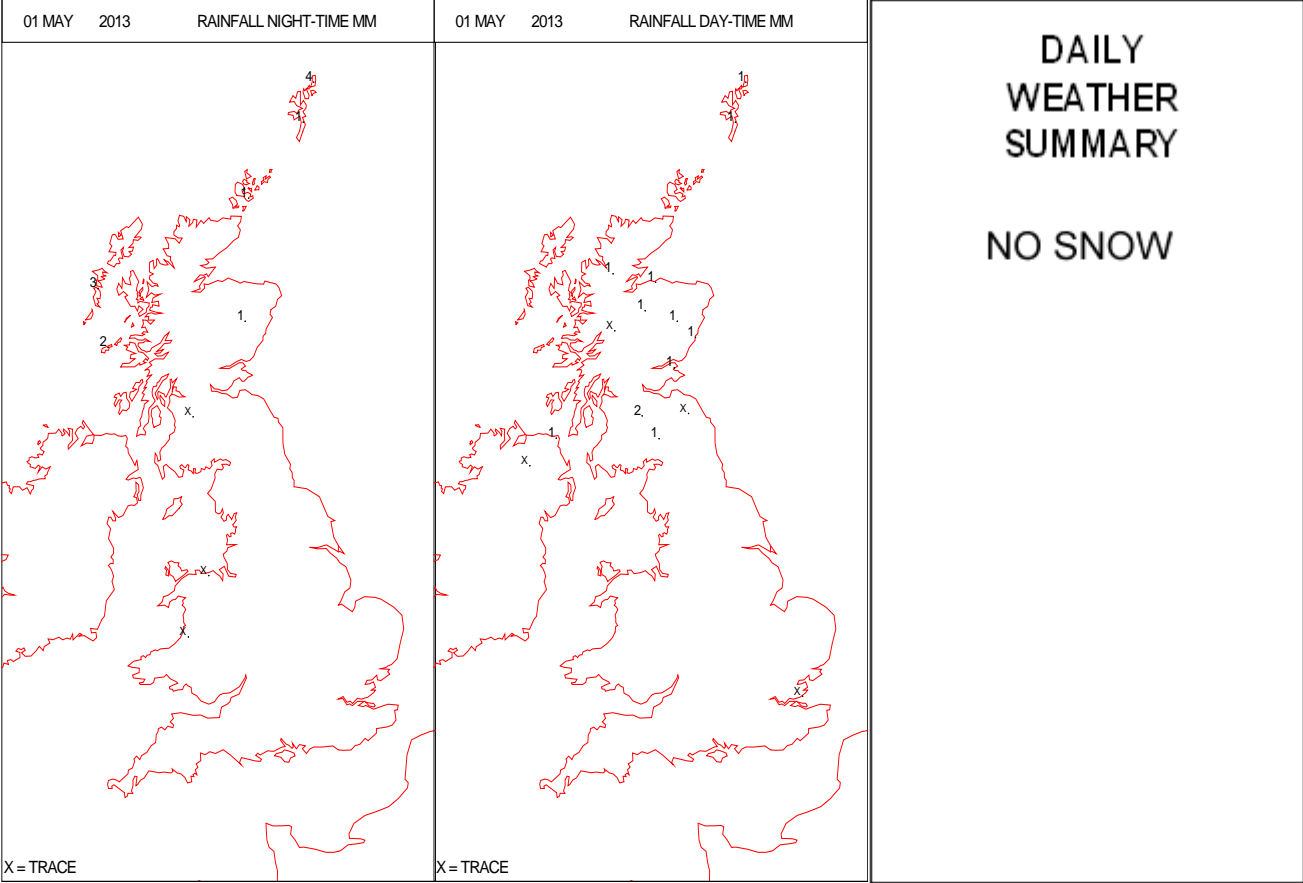 01 MAY 2013 RAINFALL NIGHT-TIME MM
4
1
1
3
1
2
X
X
X
X = TRACE
01 MAY 2013 RAINFALL DAY-TIME MM
1
1
1
1
1
1
X
1
1
2
X
1
1
X
X
X = TRACE
DAILY
WEATHER
SUMMARY
NO SNOW